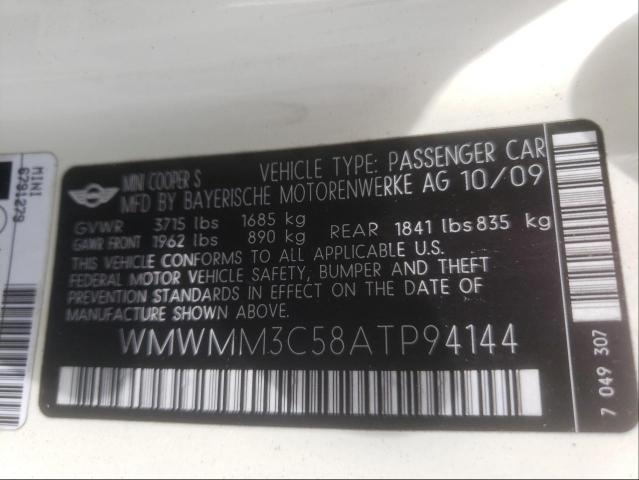 MINI
6791279
MINI COOPER S VEHICLE TYPE: PASSENGER CAR
MFD BY BAYERISCHE MOTORENWERKE AG 10/09
GVWR 3715 lbs 1685 kg
GAWR FRONT 1962 lbs 890 kg REAR 1841 lbs 835 kg
THIS VEHICLE CONFORMS TO ALL APPLICABLE U.S.
FEDERAL MOTOR VEHICLE SAFETY, BUMPER AND THEFT
PREVENTION STANDARDS IN EFFECT ON THE DATE OF
MANUFACTURE SHOWN ABOVE.
WMWMM3C58ATP94144
7 049 307